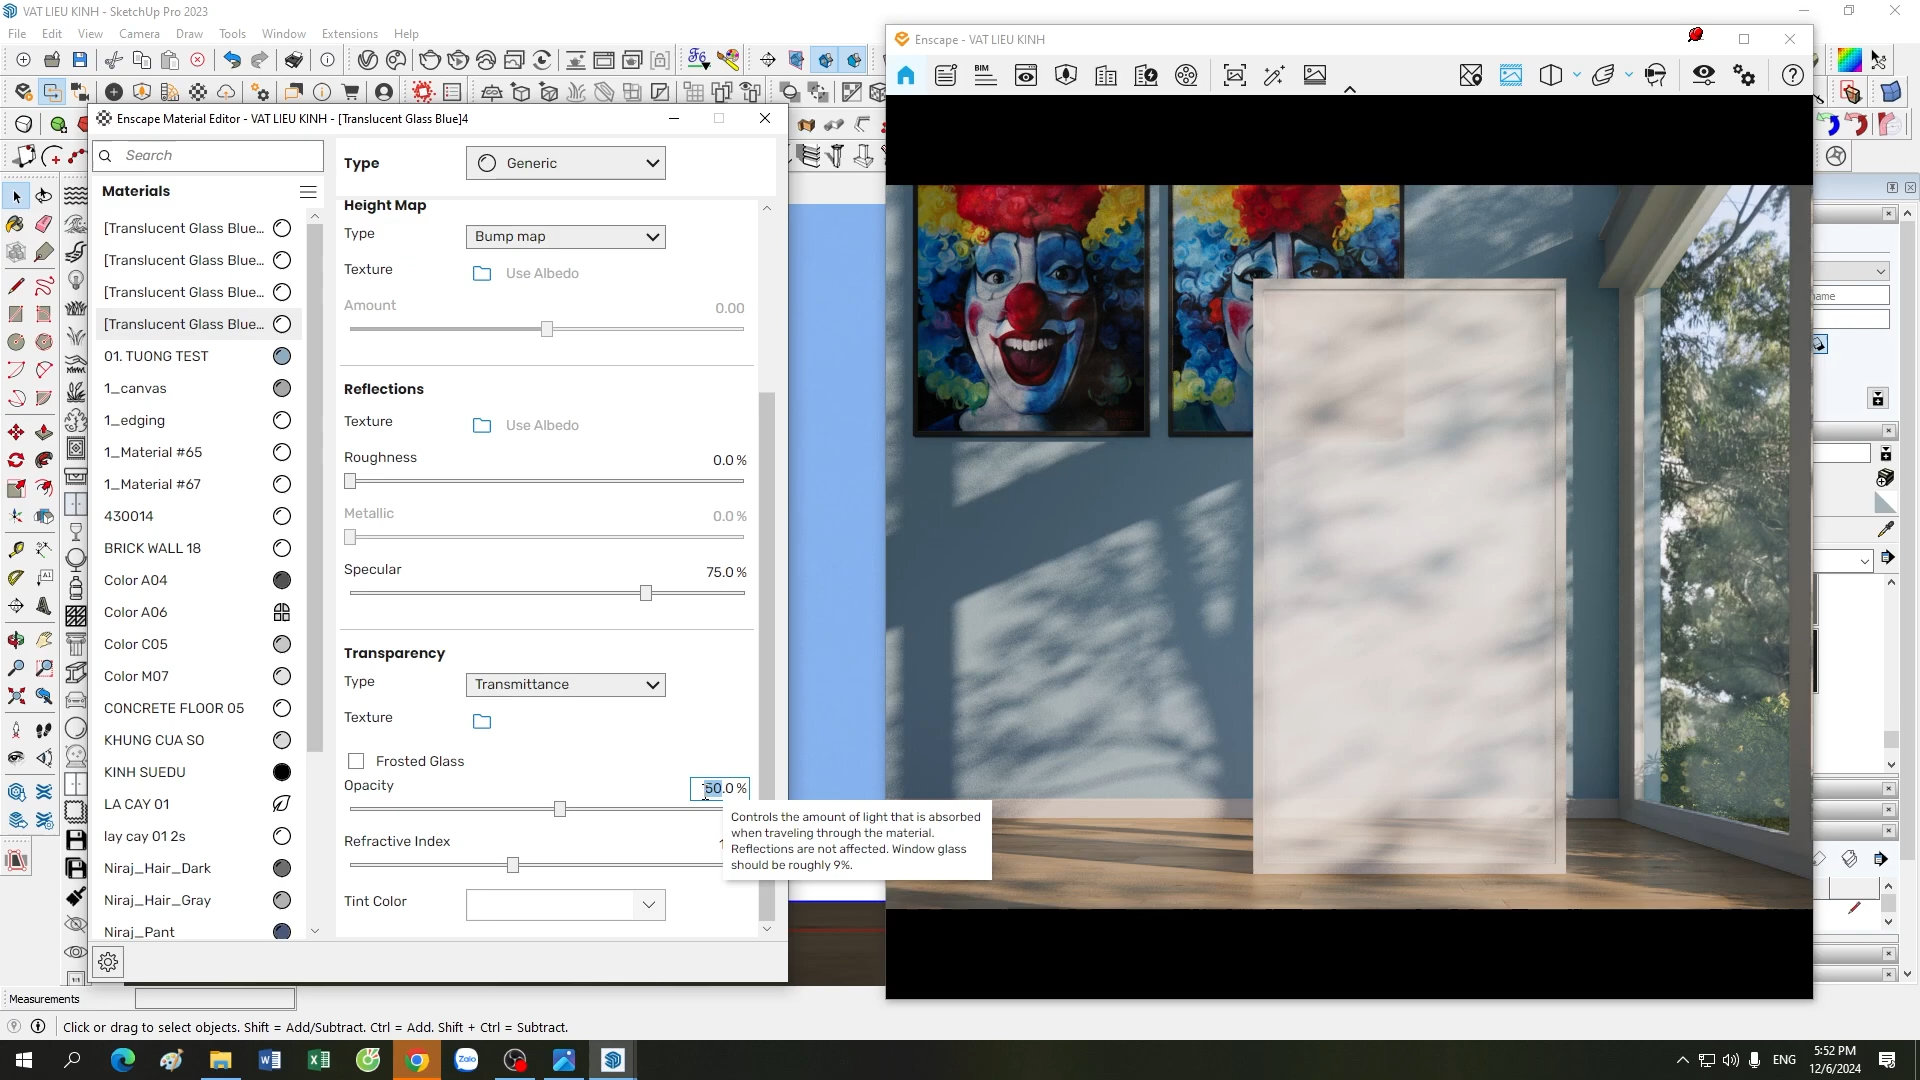 VAT LIEU KINH - SketchUp Pro 2023
File Edit View Camera Draw Tools Window Extensions Help
Enscape - VAT LIEU KINH
BIM
Enscape Material Editor - VAT LIEU KINH - [Translucent Glass Blue]4
Search
Materials
[Translucent Glass Blue...
[Translucent Glass Blue...
[Translucent Glass Blue...
[Translucent Glass Blue...
01. TUONG TEST
1_canvas
1_edging
1_Material #65
1_Material #67
430014
BRICK WALL 18
Color A04
Color A06
Color C05
Color M07
CONCRETE FLOOR 05
KHUNG CUA SO
KINH SUEDU
LA CAY 01
lay cay 01 2s
Niraj_Hair_Dark
Niraj_Hair_Gray
Niraj_Pant
Type Generic
Height Map
Type Bump map
Texture Use Albedo
Amount 0.00
Reflections
Texture Use Albedo
Roughness 0.0 %
Metallic 0.0 %
Specular 75.0 %
Transparency
Type Transmittance
Texture
Frosted Glass
Opacity 50.0 %
Controls the amount of light that is absorbed
when traveling through the material.
Reflections are not affected. Window glass
should be roughly 9%.
Refractive Index
Tint Color
Measurements
Click or drag to select objects. Shift = Add/Subtract. Ctrl = Add. Shift + Ctrl = Subtract.
Zalo
ENG
5:52 PM
12/6/2024